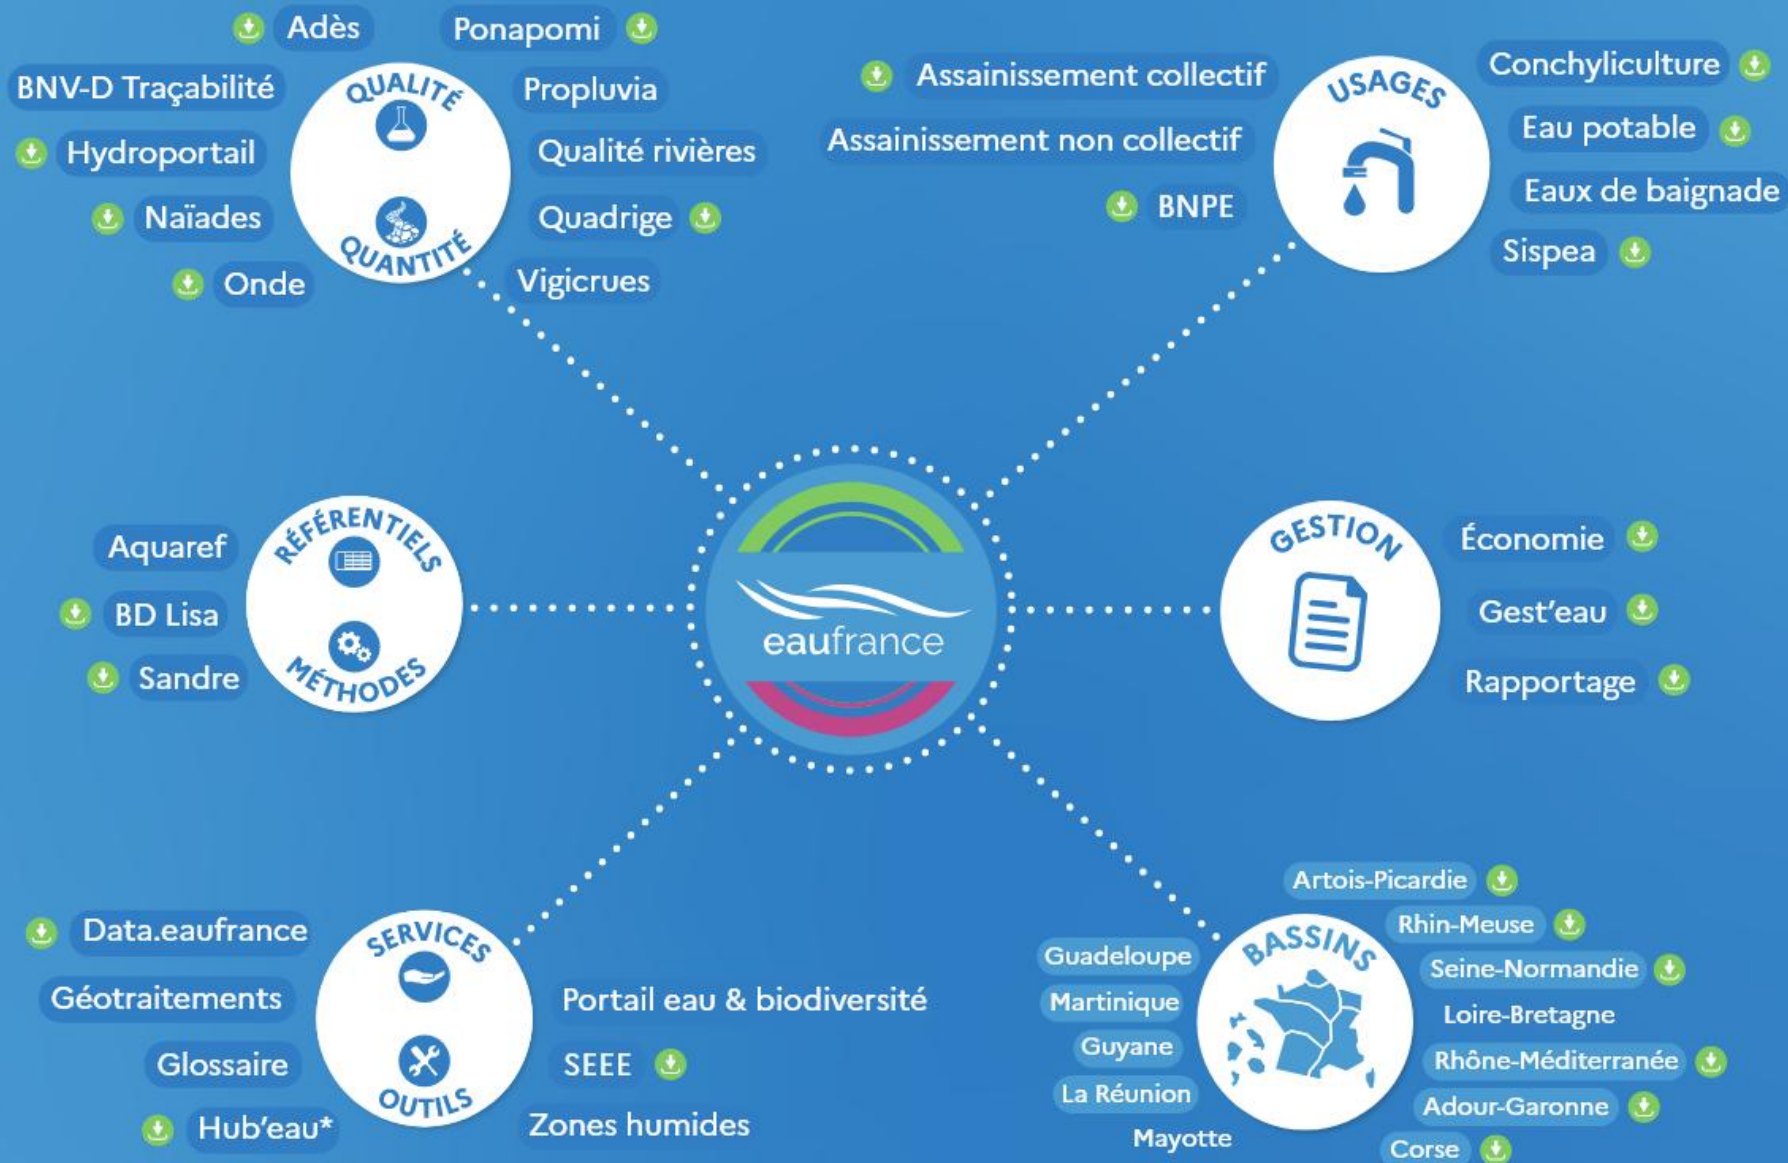 Adès
Ponapomi
BNV-D Traçabilité
Propluvia
Hydroportail
Qualité rivières
Naïades
Quadrige
Onde
Vigicrues
QUALITÉ
QUANTITÉ
Assainissement collectif
Assainissement non collectif
BNPE
USAGES
Conchyliculture
Eau potable
Eaux de baignade
Sispea
RÉFÉRENTIELS
MÉTHODES
Aquaref
BD Lisa
Sandre
eaufrance
GESTION
Économie
Gest'eau
Rapportage
Data.eaufrance
Géotraitements
Glossaire
Hub'eau*
SERVICES
OUTILS
Portail eau & biodiversité
SEEE
Zones humides
BASSINS
Artois-Picardie
Rhin-Meuse
Seine-Normandie
Loire-Bretagne
Rhône-Méditerranée
Adour-Garonne
Corse
Guadeloupe
Martinique
Guyane
La Réunion
Mayotte